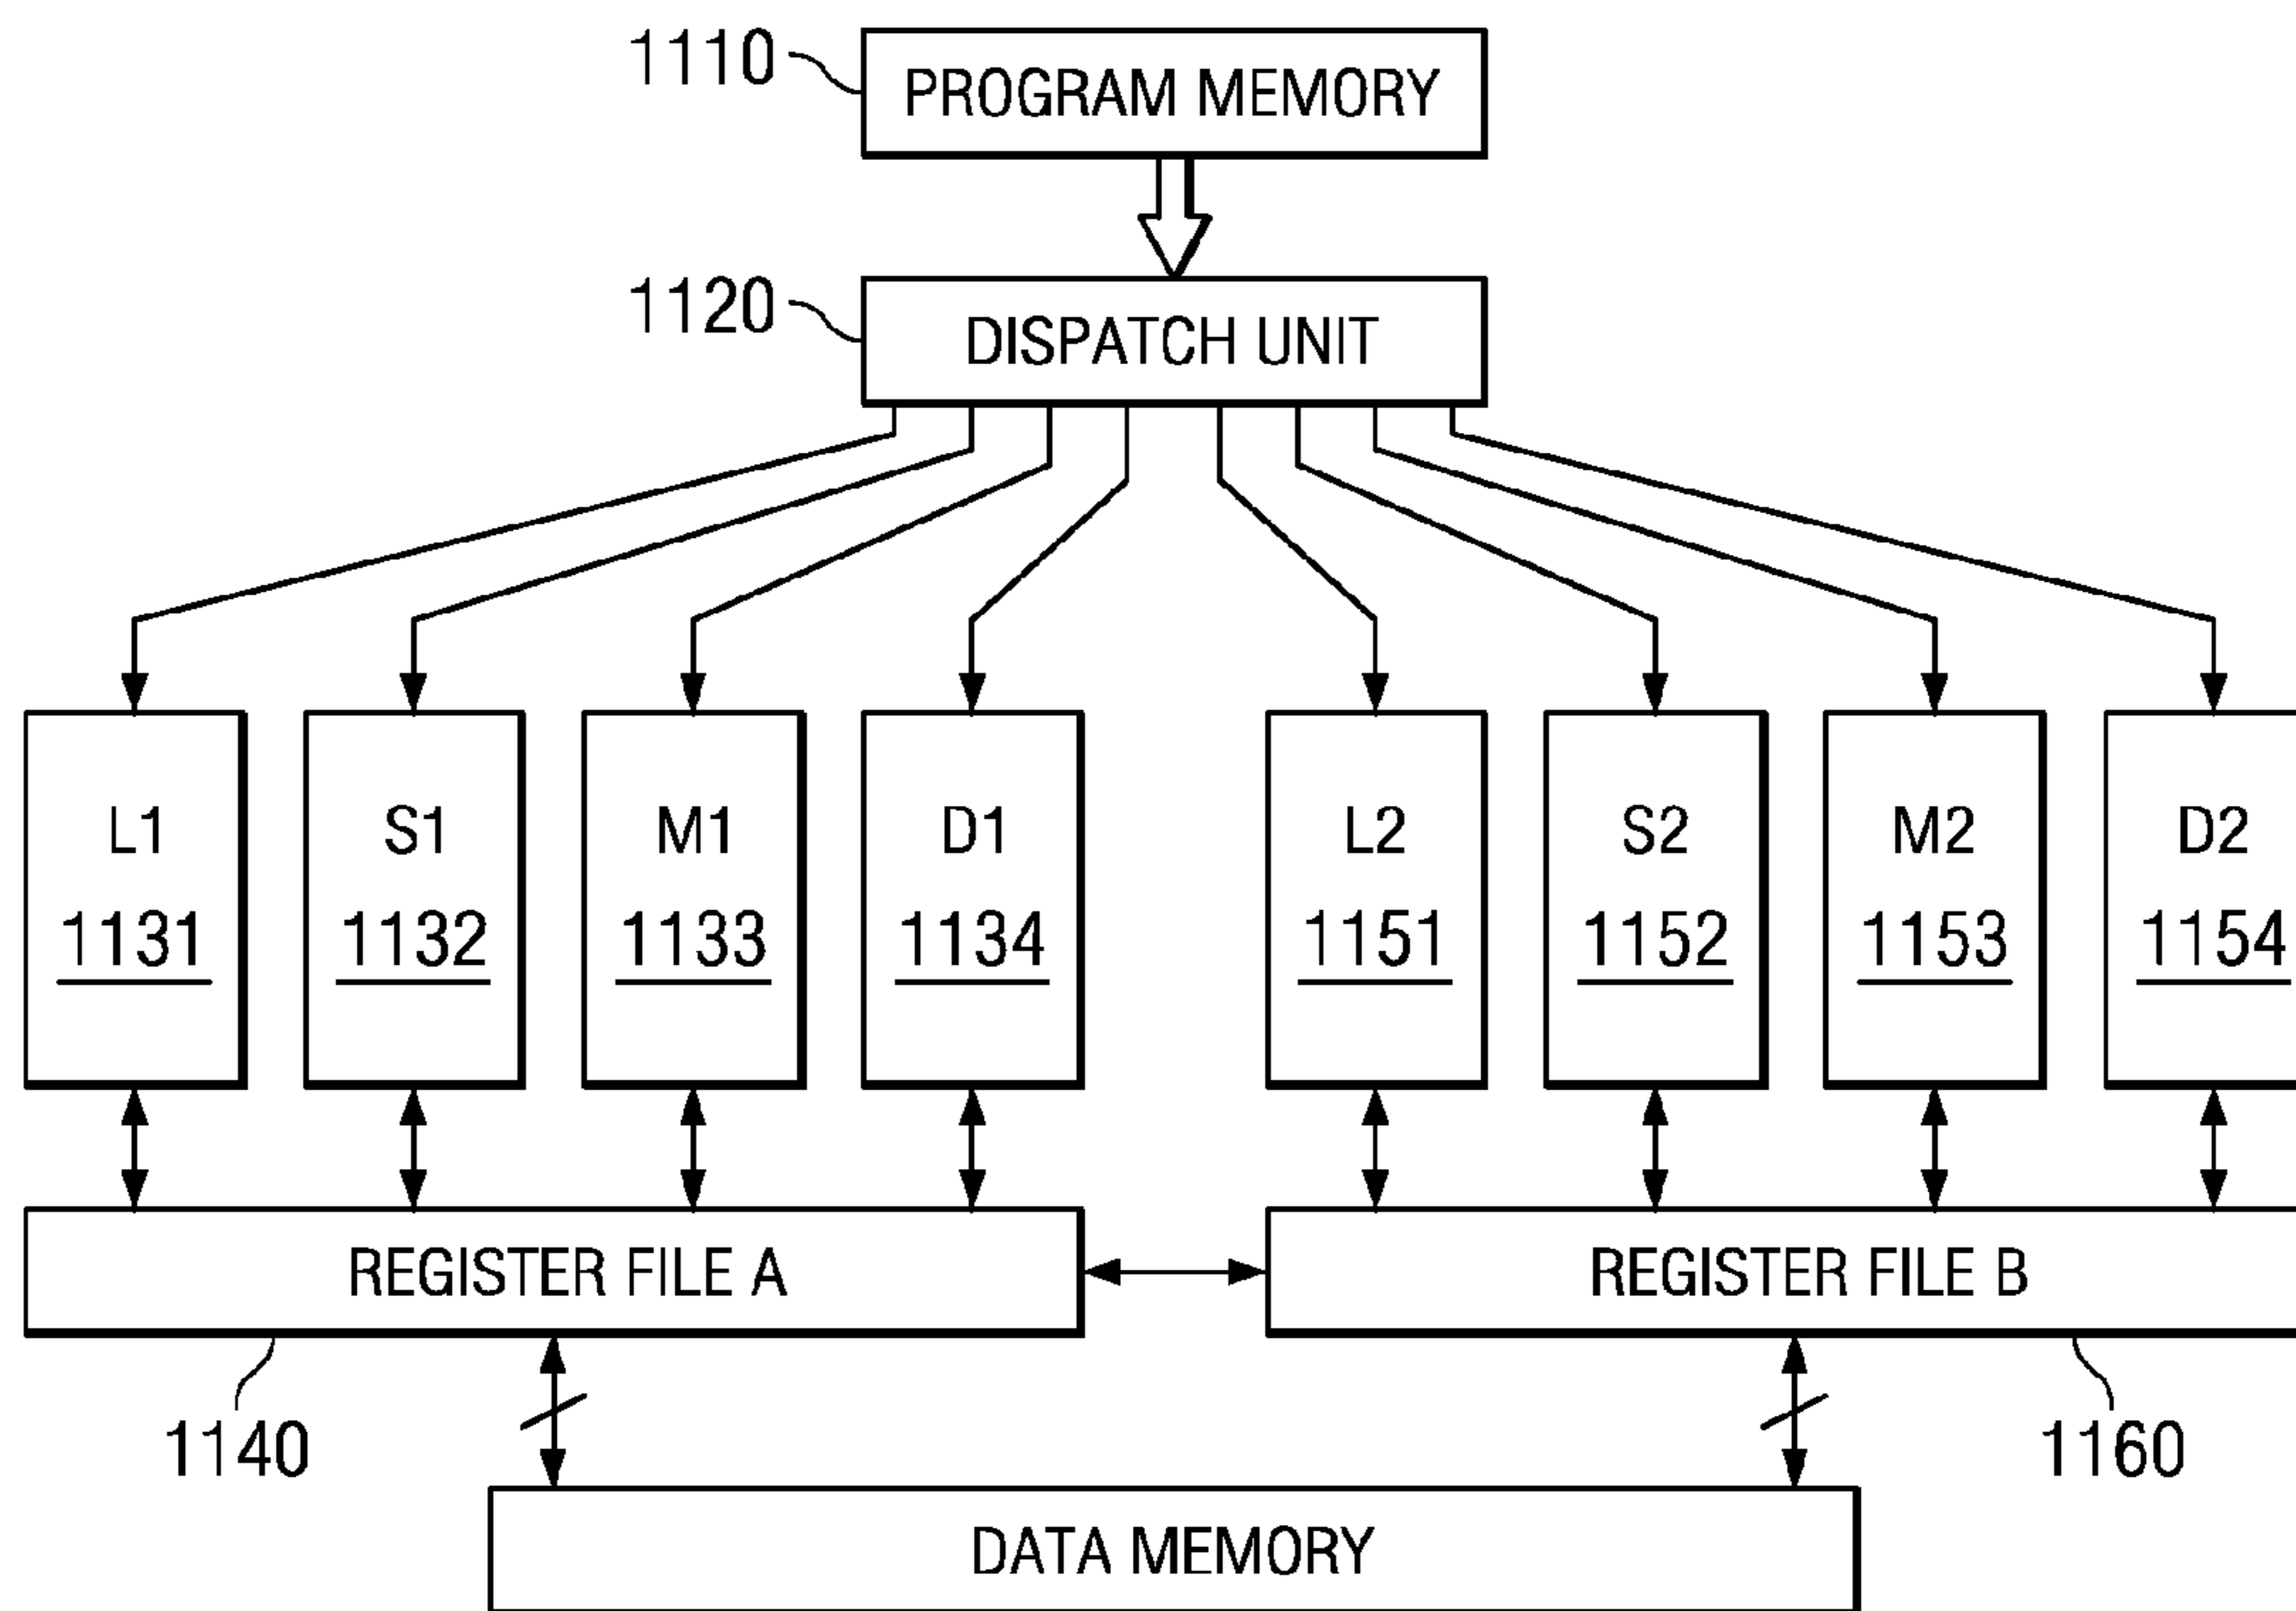 1110
PROGRAM MEMORY
1120
DISPATCH UNIT
L1
1131
S1
1132
M1
1133
D1
1134
L2
1151
S2
1152
M2
1153
D2
1154
REGISTER FILE A
REGISTER FILE B
1140
1160
DATA MEMORY